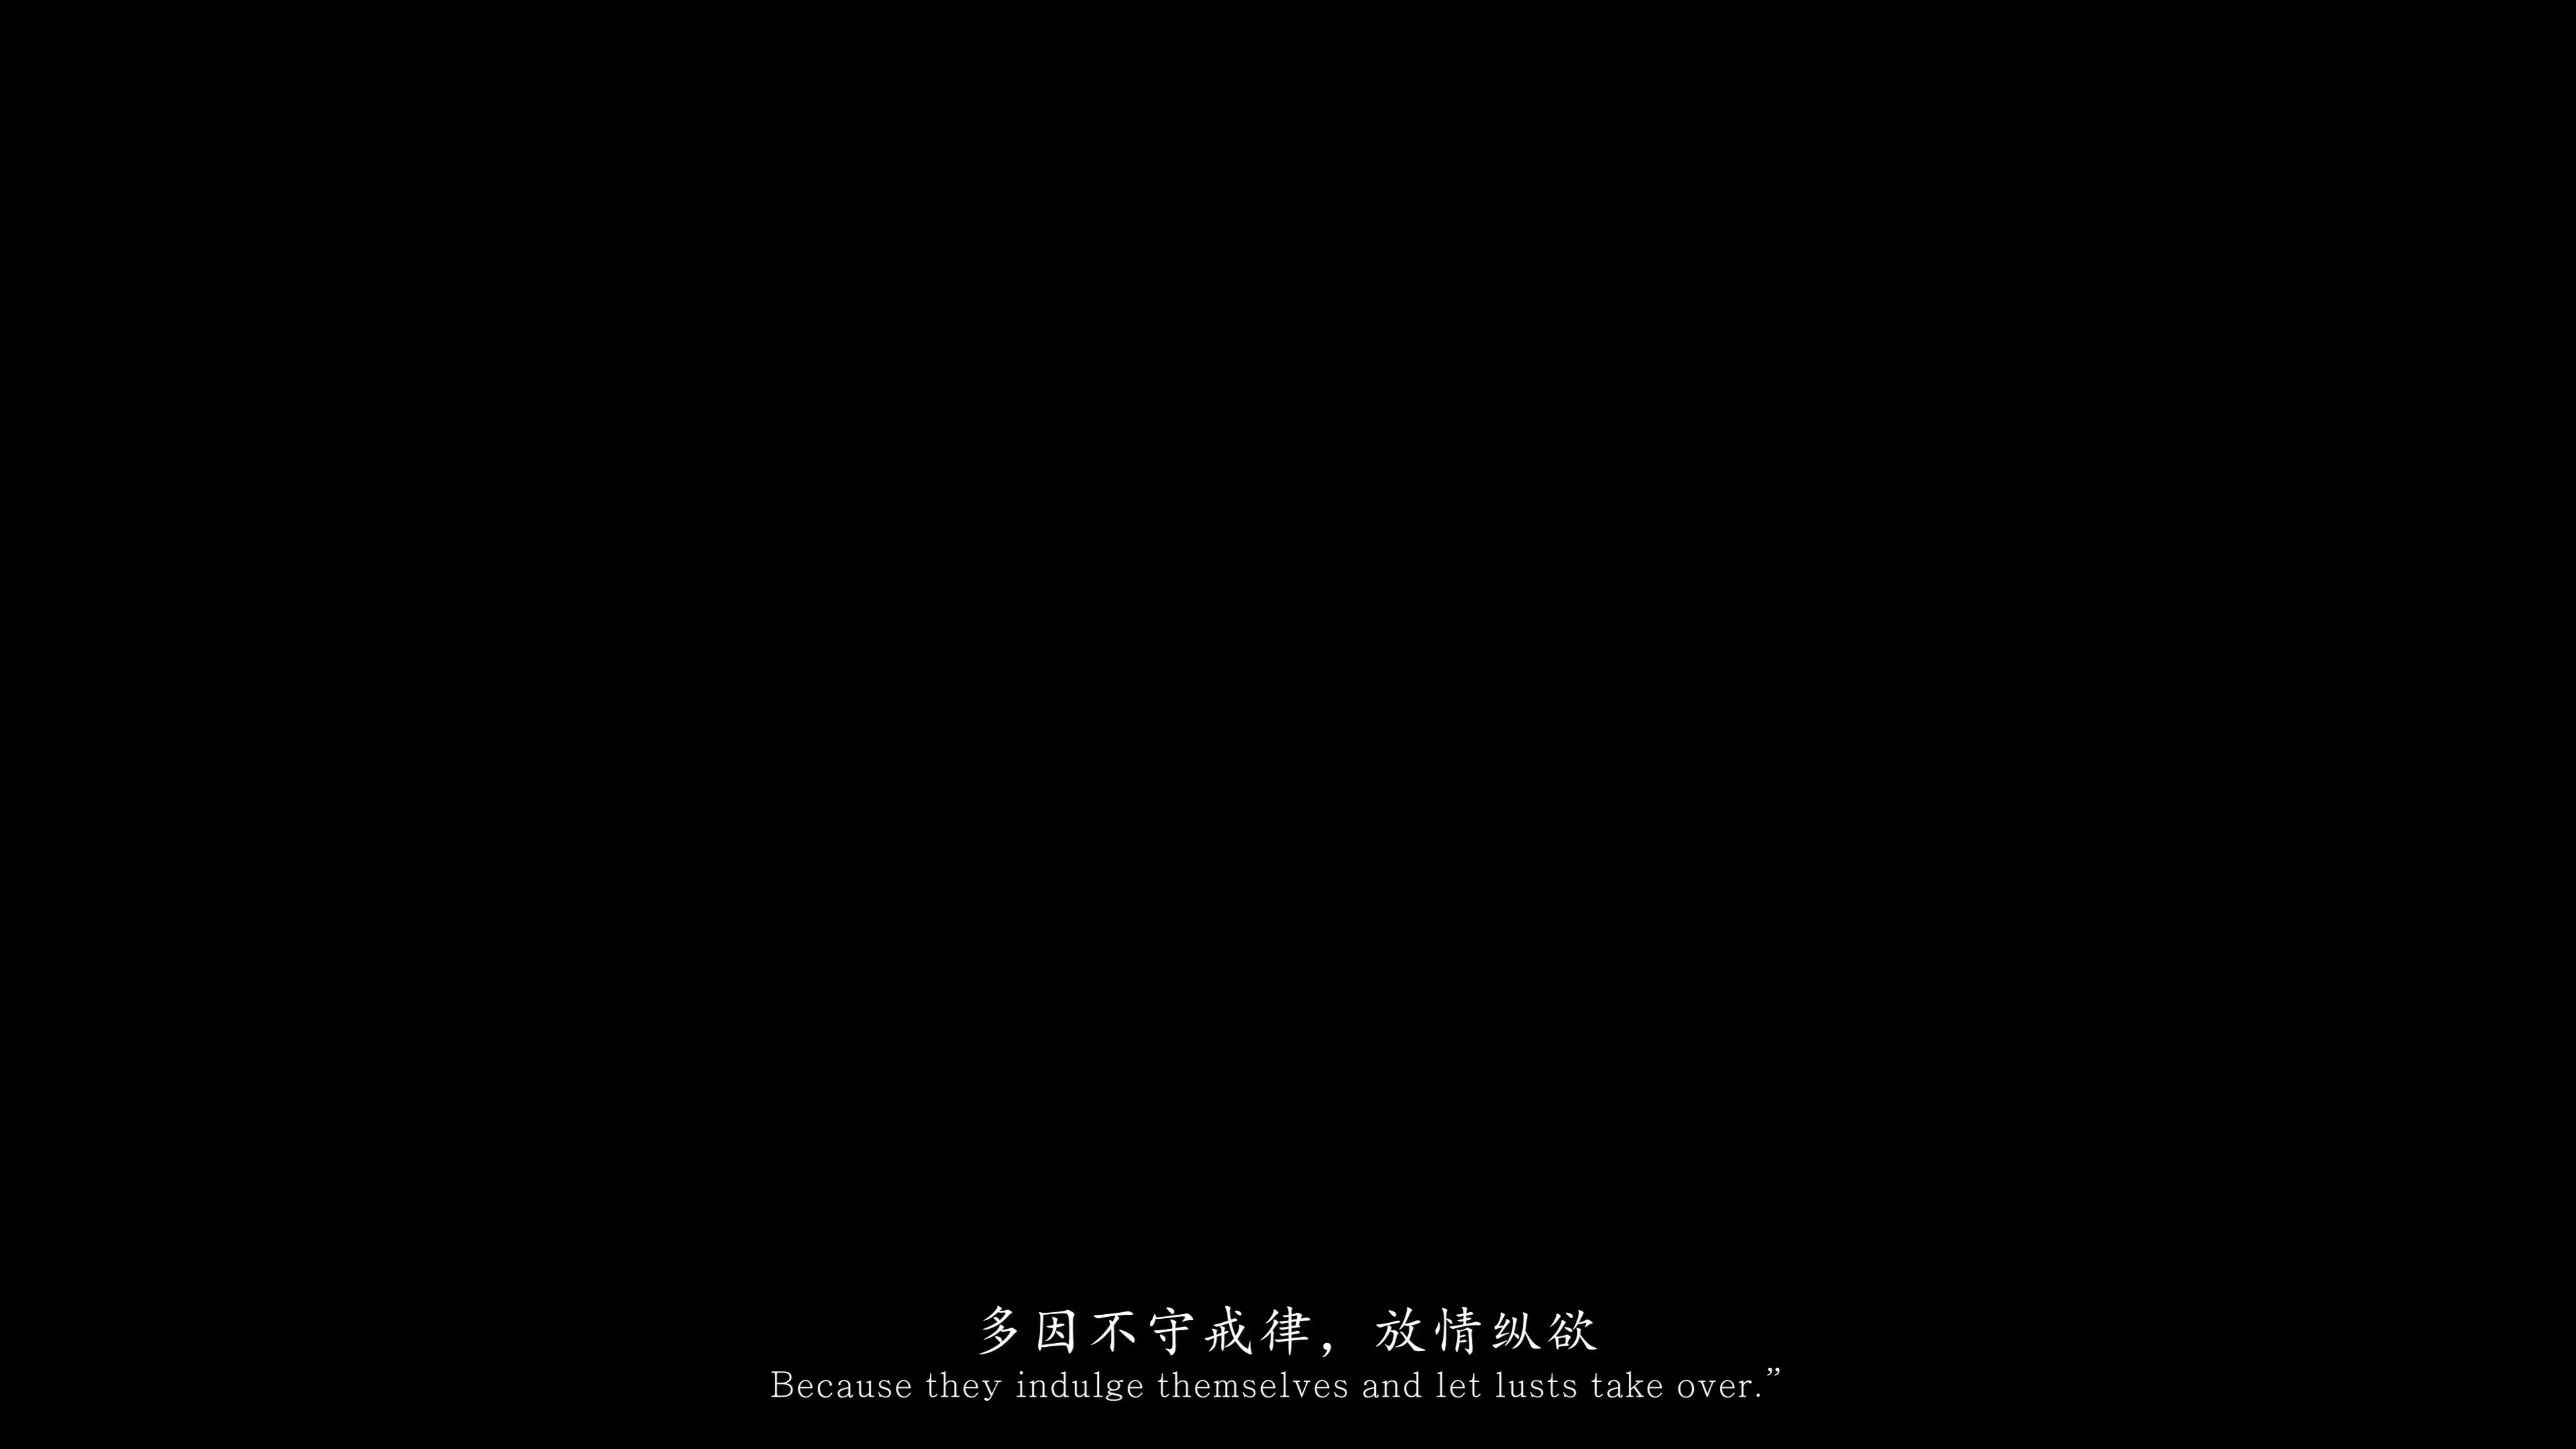 多因不守戒律，放情纵欲
Because they indulge themselves and let lusts take over.”